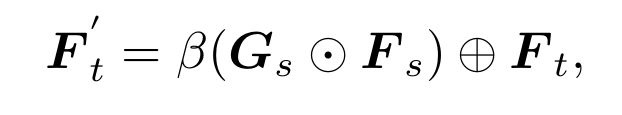 F′ₜ = β(Gₛ ⊙ Fₛ) ⊕ Fₜ,